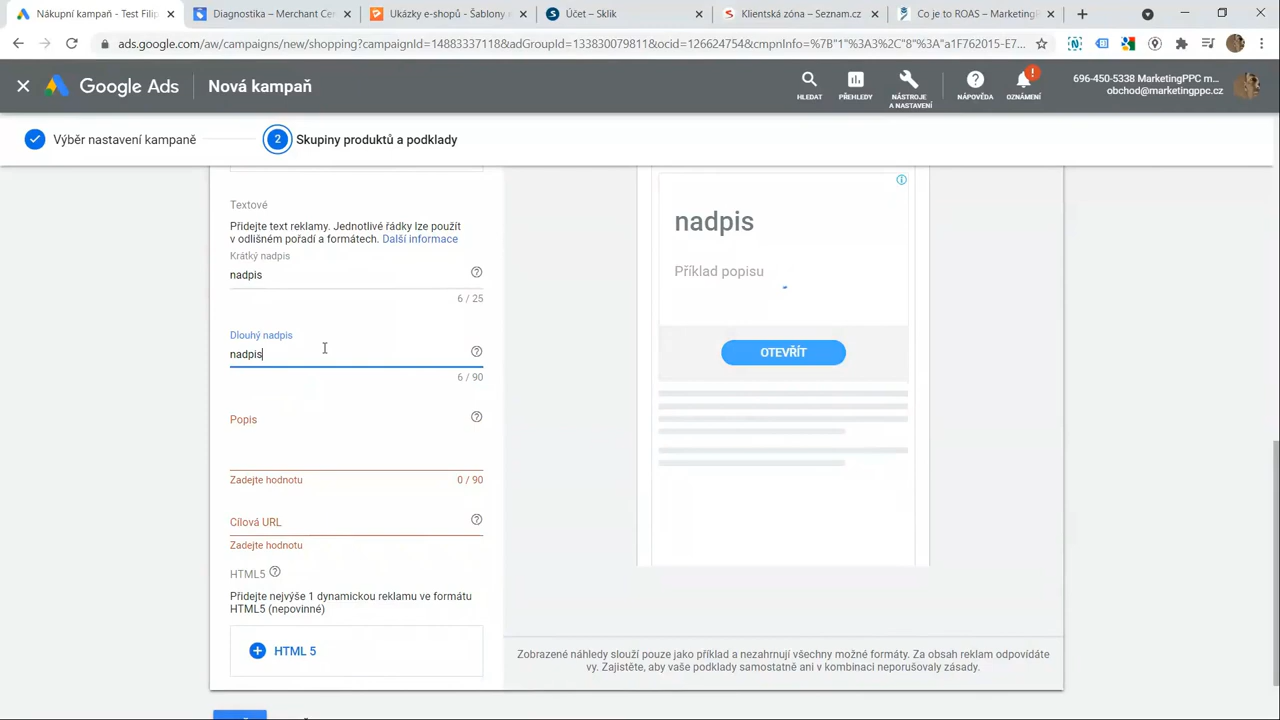 Nákupní kampaň - Test Filip
Diagnostika – Merchant Cen
Ukázky e-shopů - Šablony
Účet – Sklik
Klientská zóna – Seznam.cz
Co je to ROAS – MarketingPP
ads.google.com/aw/campaigns/new/shopping?campaignId=14883371118&adGroupId=133830079811&ocid=126624754&cmpnInfo=%7B"1"%3A3%2C"8"%3A"a1F762015-E7...
Google Ads
Nová kampaň
HLEDAT
PŘEHLEDY
NÁSTROJE
A NASTAVENÍ
NÁPOVĚDA
OZNÁMENÍ
696-450-5338 MarketingPPC m...
obchod@marketingppc.cz
Výběr nastavení kampaně
2 Skupiny produktů a podklady
Textové
Přidejte text reklamy. Jednotlivé řádky lze použít
v odlišném pořadí a formátech. Další informace
Krátký nadpis
nadpis
6 / 25
Dlouhý nadpis
nadpis
6 / 90
Popis
Zadejte hodnotu 0 / 90
Cílová URL
Zadejte hodnotu
HTML5
Přidejte nejvýše 1 dynamickou reklamu ve formátu
HTML5 (nepovinné)
HTML 5
nadpis
Příklad popisu
OTEVŘÍT
Zobrazené náhledy slouží pouze jako příklad a nezahrnují všechny možné formáty. Za obsah reklam odpovídáte
vy. Zajistěte, aby vaše podklady samostatně ani v kombinaci neporušovaly zásady.